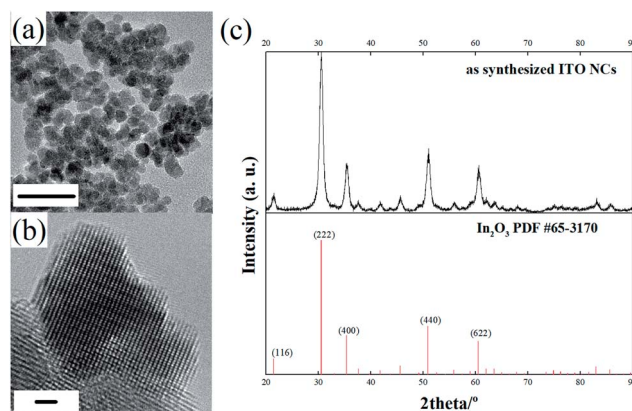 (a)
(b)
(c)
20 30 40 50 60 70 80 90
as synthesized ITO NCs
Intensity (a. u.)
In₂O₃ PDF #65-3170
(222)
(400)
(440)
(622)
(116)
20 30 40 50 60 70 80 90
2theta/°